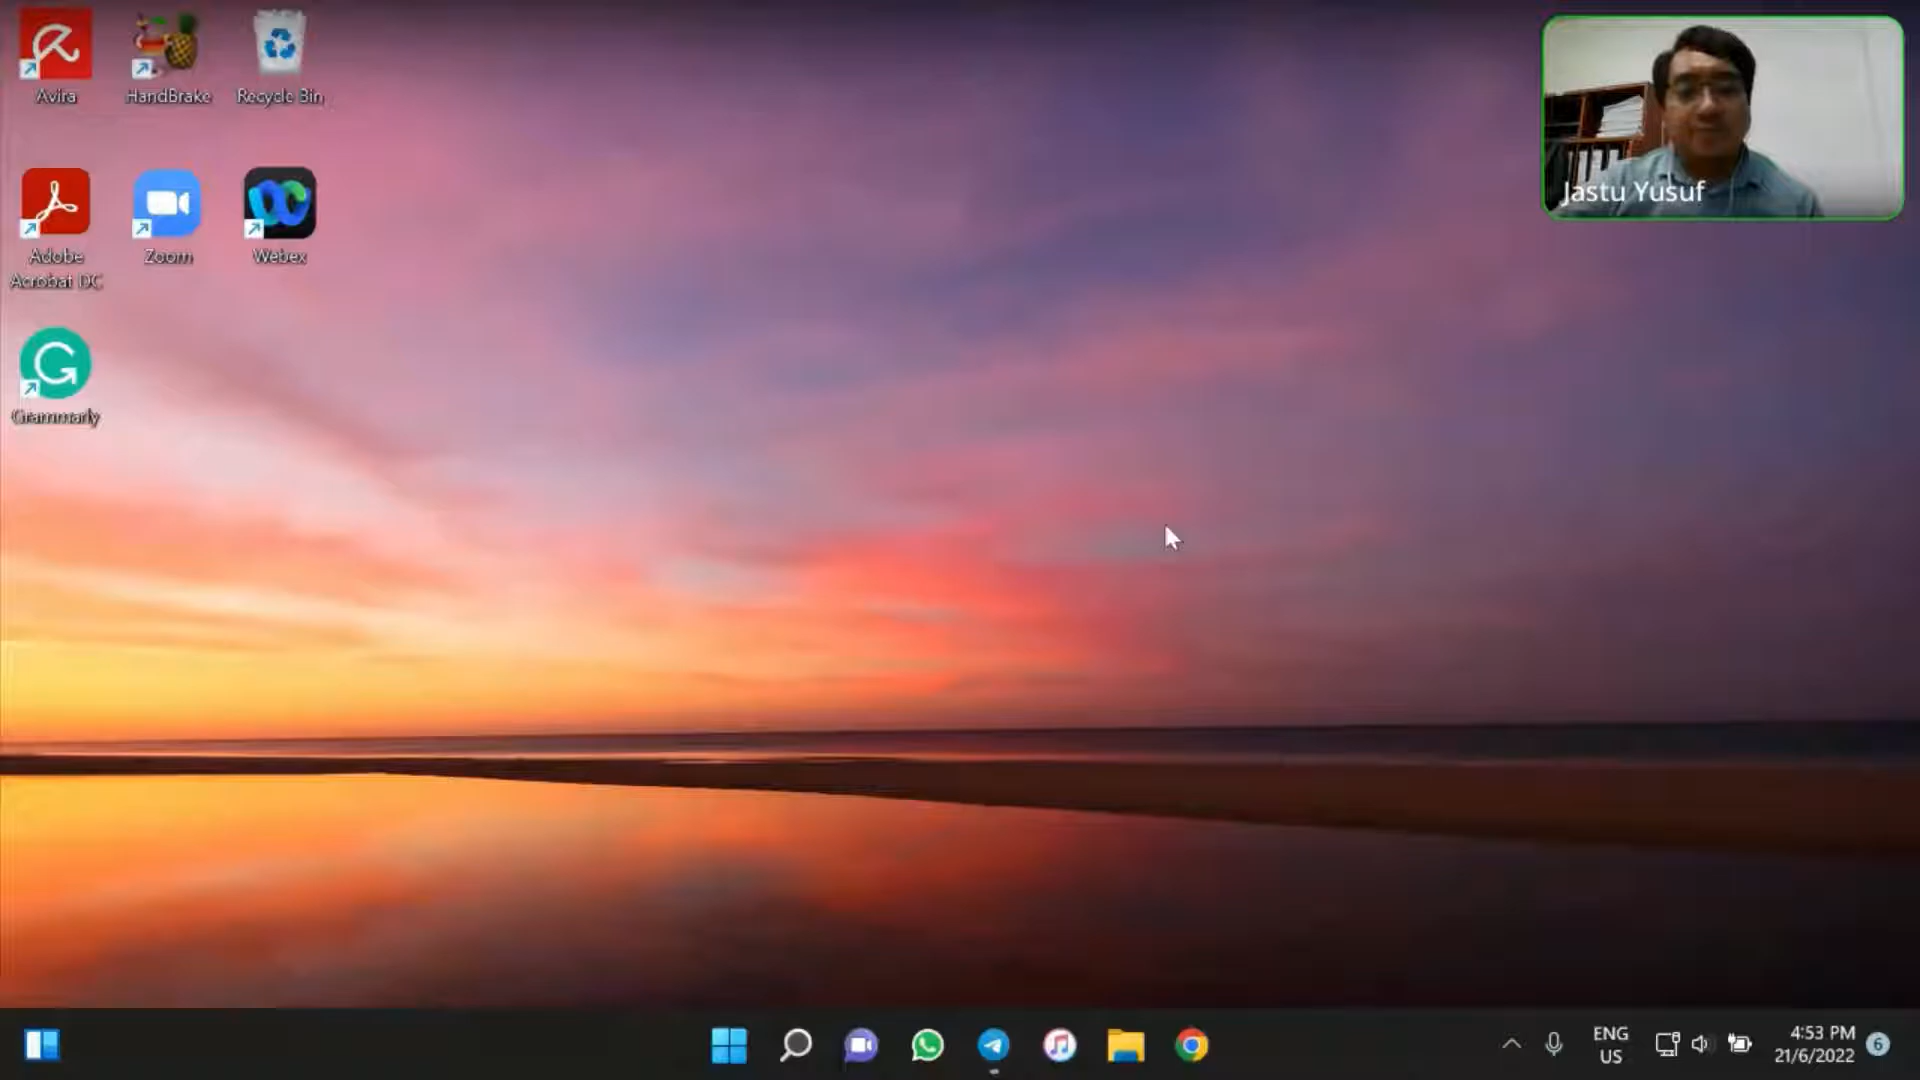 Avira
HandBrake
Recycle Bin
Jastu Yusuf
Adobe
Acrobat DC
Zoom
Webex
Grammarly
ENG
US
4:53 PM
21/6/2022
6